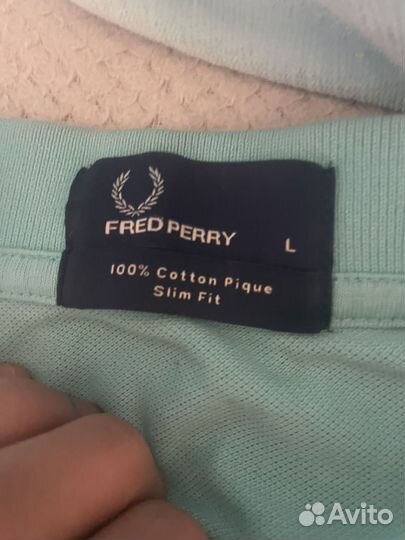 FRED PERRY L
100% Cotton Pique
Slim Fit
Avito